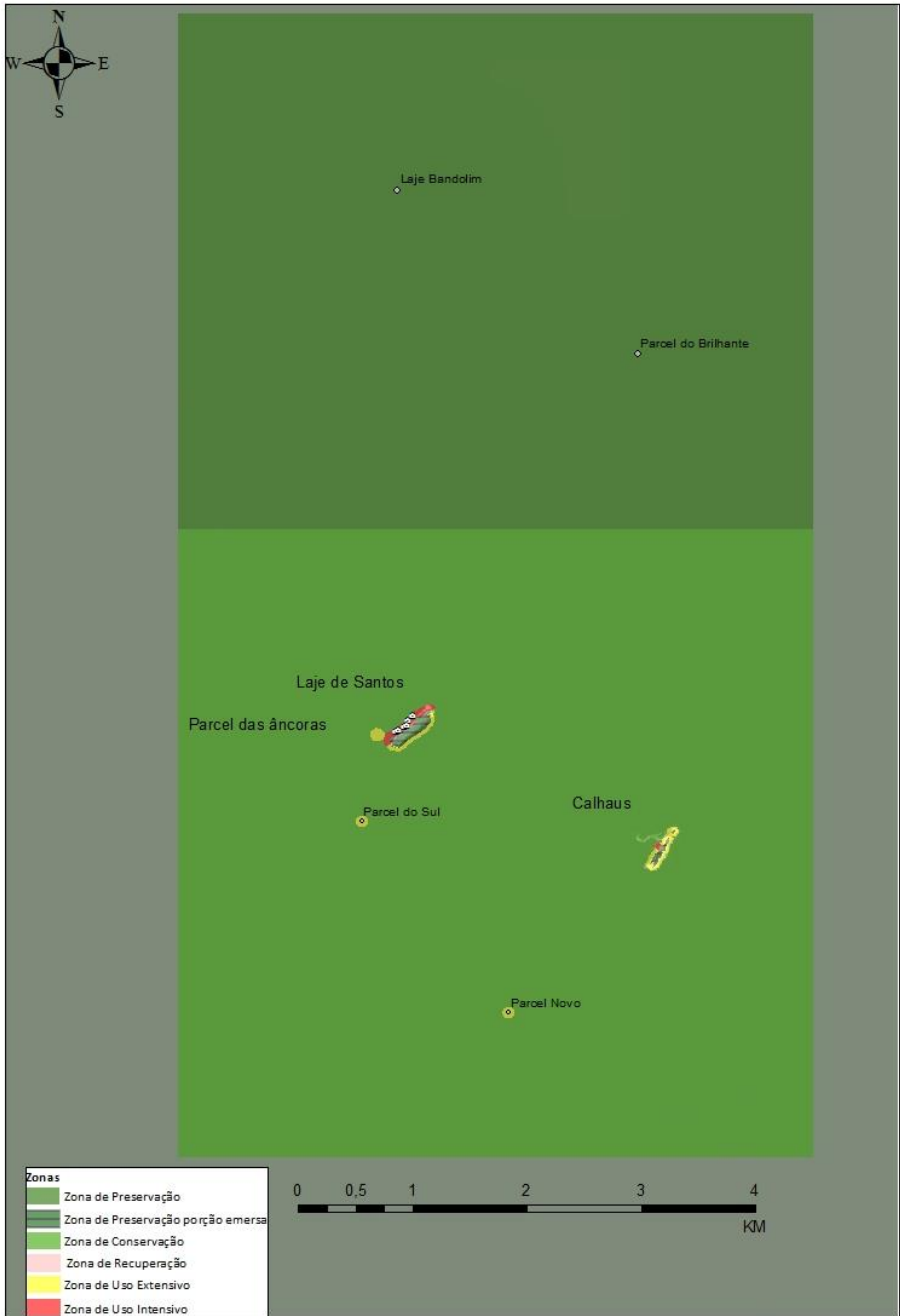 N
W E
S
Laje Bandolim
Parcel do Brilhante
Laje de Santos
Parcel das âncoras
Parcel do Sul
Calhaus
Parcel Novo
Zonas
Zona de Preservação
Zona de Preservação porção emersa
Zona de Conservação
Zona de Recuperação
Zona de Uso Extensivo
Zona de Uso Intensivo
0 0,5 1 2 3 4
KM